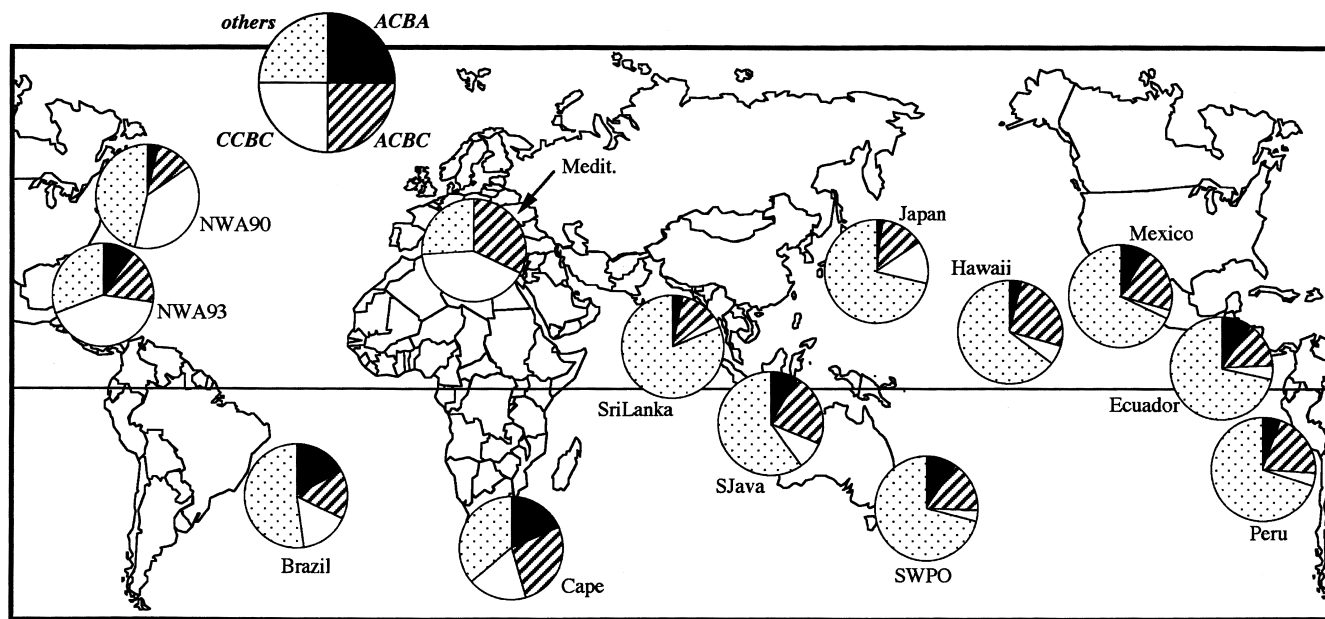 others
ACBA
CCBC
ACBC
Medit.
NWA90
Japan
Mexico
Hawaii
NWA93
SriLanka
Ecuador
SJava
Peru
Brazil
Cape
SWPO